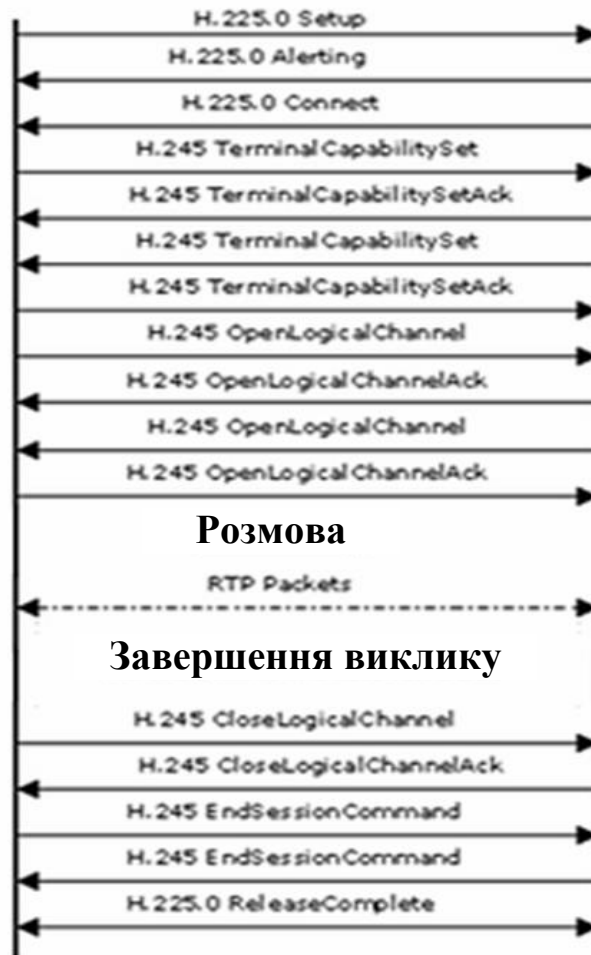 H.225.0 Setup
H.225.0 Alerting
H.225.0 Connect
H.245 TerminalCapabilitySet
H.245 TerminalCapabilitySetAck
H.245 TerminalCapabilitySet
H.245 TerminalCapabilitySetAck
H.245 OpenLogicalChannel
H.245 OpenLogicalChannelAck
H.245 OpenLogicalChannel
H.245 OpenLogicalChannelAck
Розмова
RTP Packets
Завершення виклику
H.245 CloseLogicalChannel
H.245 CloseLogicalChannelAck
H.245 EndSessionCommand
H.245 EndSessionCommand
H.225.0 ReleaseComplete